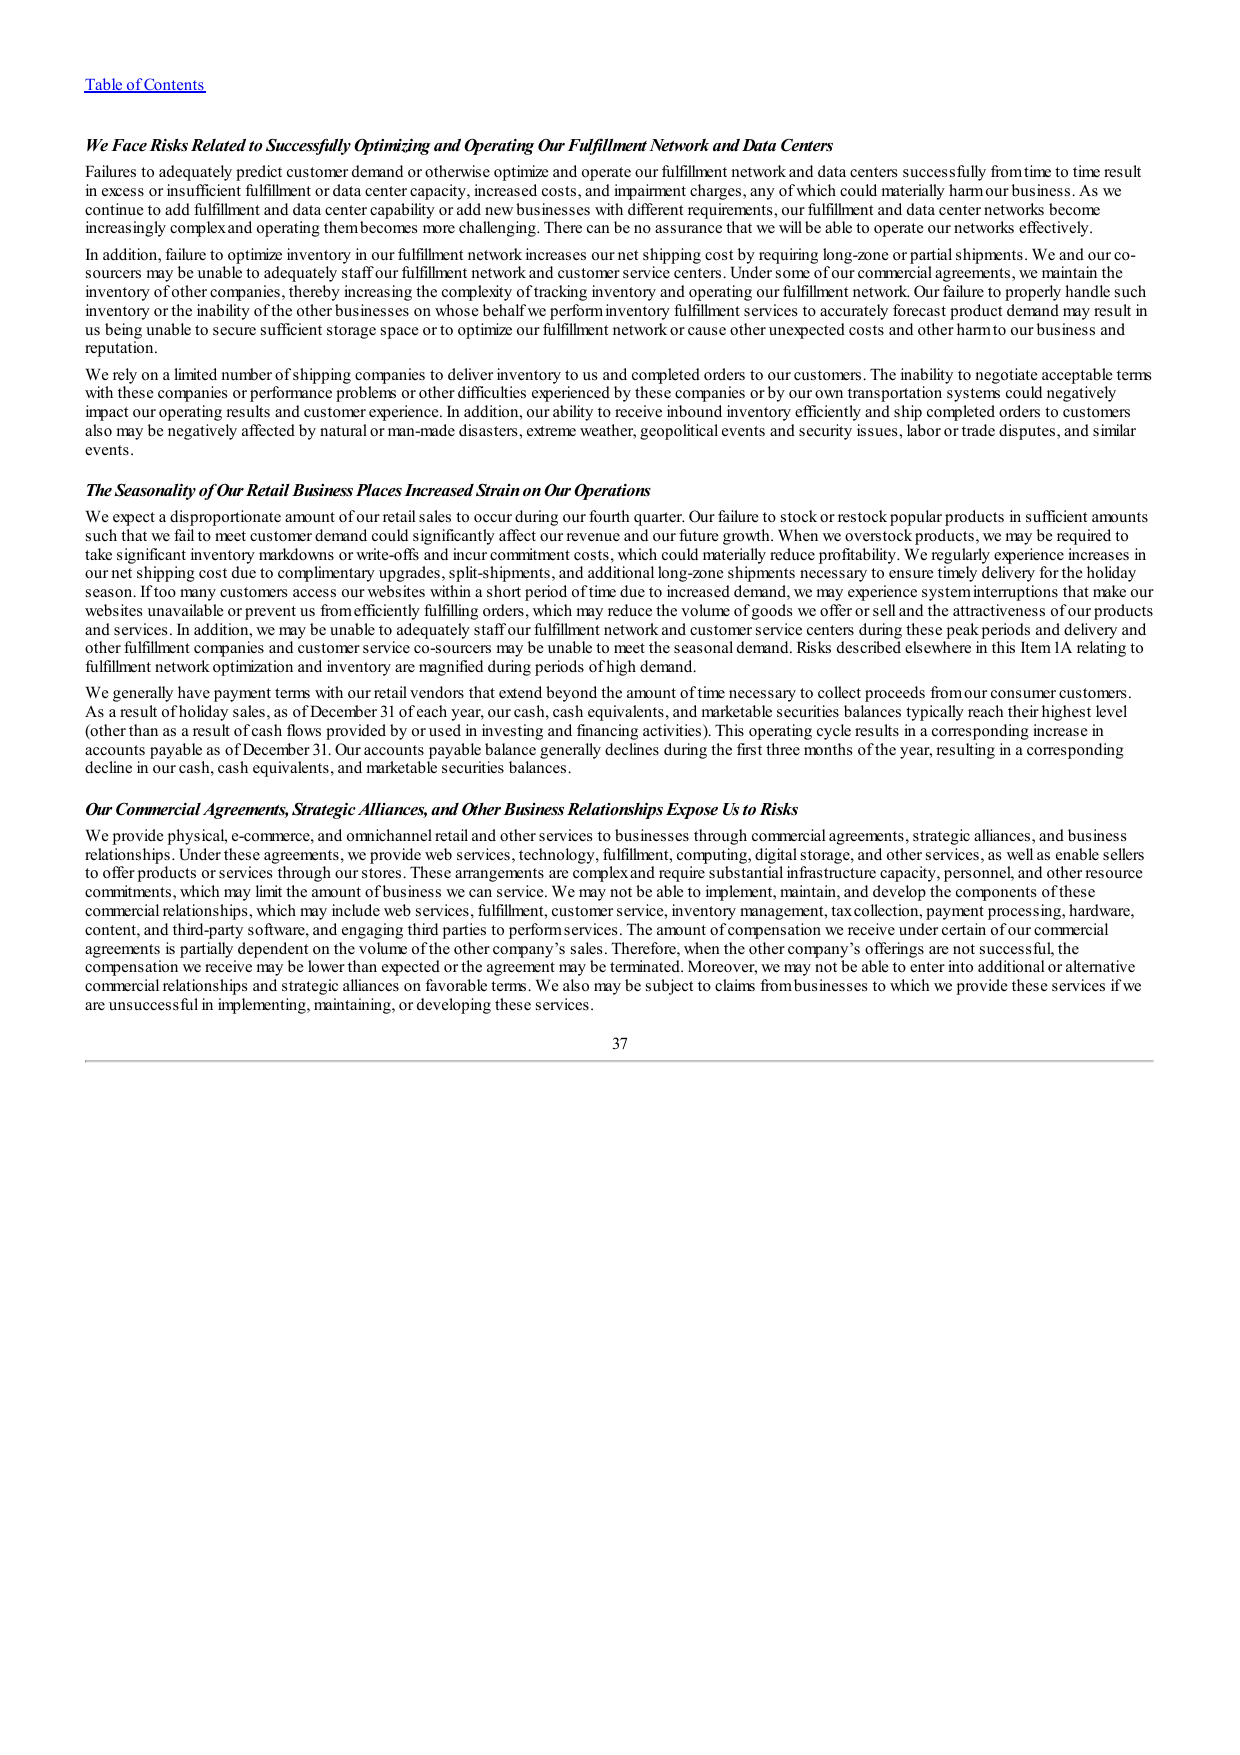 Table of Contents
We Face Risks Related to Successfully Optimizing and Operating Our Fulfillment Network and Data Centers
Failures to adequately predict customer demand or otherwise optimize and operate our fulfillment network and data centers successfully from time to time result
in excess or insufficient fulfillment or data center capacity, increased costs, and impairment charges, any of which could materially harm our business. As we
continue to add fulfillment and data center capability or add new businesses with different requirements, our fulfillment and data center networks become
increasingly complex and operating them becomes more challenging. There can be no assurance that we will be able to operate our networks effectively.
In addition, failure to optimize inventory in our fulfillment network increases our net shipping cost by requiring long-zone or partial shipments. We and our co-
sourcers may be unable to adequately staff our fulfillment network and customer service centers. Under some of our commercial agreements, we maintain the
inventory of other companies, thereby increasing the complexity of tracking inventory and operating our fulfillment network. Our failure to properly handle such
inventory or the inability of the other businesses on whose behalf we perform inventory fulfillment services to accurately forecast product demand may result in
us being unable to secure sufficient storage space or to optimize our fulfillment network or cause other unexpected costs and other harm to our business and
reputation.
We rely on a limited number of shipping companies to deliver inventory to us and completed orders to our customers. The inability to negotiate acceptable terms
with these companies or performance problems or other difficulties experienced by these companies or by our own transportation systems could negatively
impact our operating results and customer experience. In addition, our ability to receive inbound inventory efficiently and ship completed orders to customers
also may be negatively affected by natural or man-made disasters, extreme weather, geopolitical events and security issues, labor or trade disputes, and similar
events.
The Seasonality of Our Retail Business Places Increased Strain on Our Operations
We expect a disproportionate amount of our retail sales to occur during our fourth quarter. Our failure to stock or restock popular products in sufficient amounts
such that we fail to meet customer demand could significantly affect our revenue and our future growth. When we overstock products, we may be required to
take significant inventory markdowns or write-offs and incur commitment costs, which could materially reduce profitability. We regularly experience increases in
our net shipping cost due to complimentary upgrades, split-shipments, and additional long-zone shipments necessary to ensure timely delivery for the holiday
season. If too many customers access our websites within a short period of time due to increased demand, we may experience system interruptions that make our
websites unavailable or prevent us from efficiently fulfilling orders, which may reduce the volume of goods we offer or sell and the attractiveness of our products
and services. In addition, we may be unable to adequately staff our fulfillment network and customer service centers during these peak periods and delivery and
other fulfillment companies and customer service co-sourcers may be unable to meet the seasonal demand. Risks described elsewhere in this Item 1A relating to
fulfillment network optimization and inventory are magnified during periods of high demand.
We generally have payment terms with our retail vendors that extend beyond the amount of time necessary to collect proceeds from our consumer customers.
As a result of holiday sales, as of December 31 of each year, our cash, cash equivalents, and marketable securities balances typically reach their highest level
(other than as a result of cash flows provided by or used in investing and financing activities). This operating cycle results in a corresponding increase in
accounts payable as of December 31. Our accounts payable balance generally declines during the first three months of the year, resulting in a corresponding
decline in our cash, cash equivalents, and marketable securities balances.
Our Commercial Agreements, Strategic Alliances, and Other Business Relationships Expose Us to Risks
We provide physical, e-commerce, and omnichannel retail and other services to businesses through commercial agreements, strategic alliances, and business
relationships. Under these agreements, we provide web services, technology, fulfillment, computing, digital storage, and other services, as well as enable sellers
to offer products or services through our stores. These arrangements are complex and require substantial infrastructure capacity, personnel, and other resource
commitments, which may limit the amount of business we can service. We may not be able to implement, maintain, and develop the components of these
commercial relationships, which may include web services, fulfillment, customer service, inventory management, tax collection, payment processing, hardware,
content, and third-party software, and engaging third parties to perform services. The amount of compensation we receive under certain of our commercial
agreements is partially dependent on the volume of the other company’s sales. Therefore, when the other company’s offerings are not successful, the
compensation we receive may be lower than expected or the agreement may be terminated. Moreover, we may not be able to enter into additional or alternative
commercial relationships and strategic alliances on favorable terms. We also may be subject to claims from businesses to which we provide these services if we
are unsuccessful in implementing, maintaining, or developing these services.
37